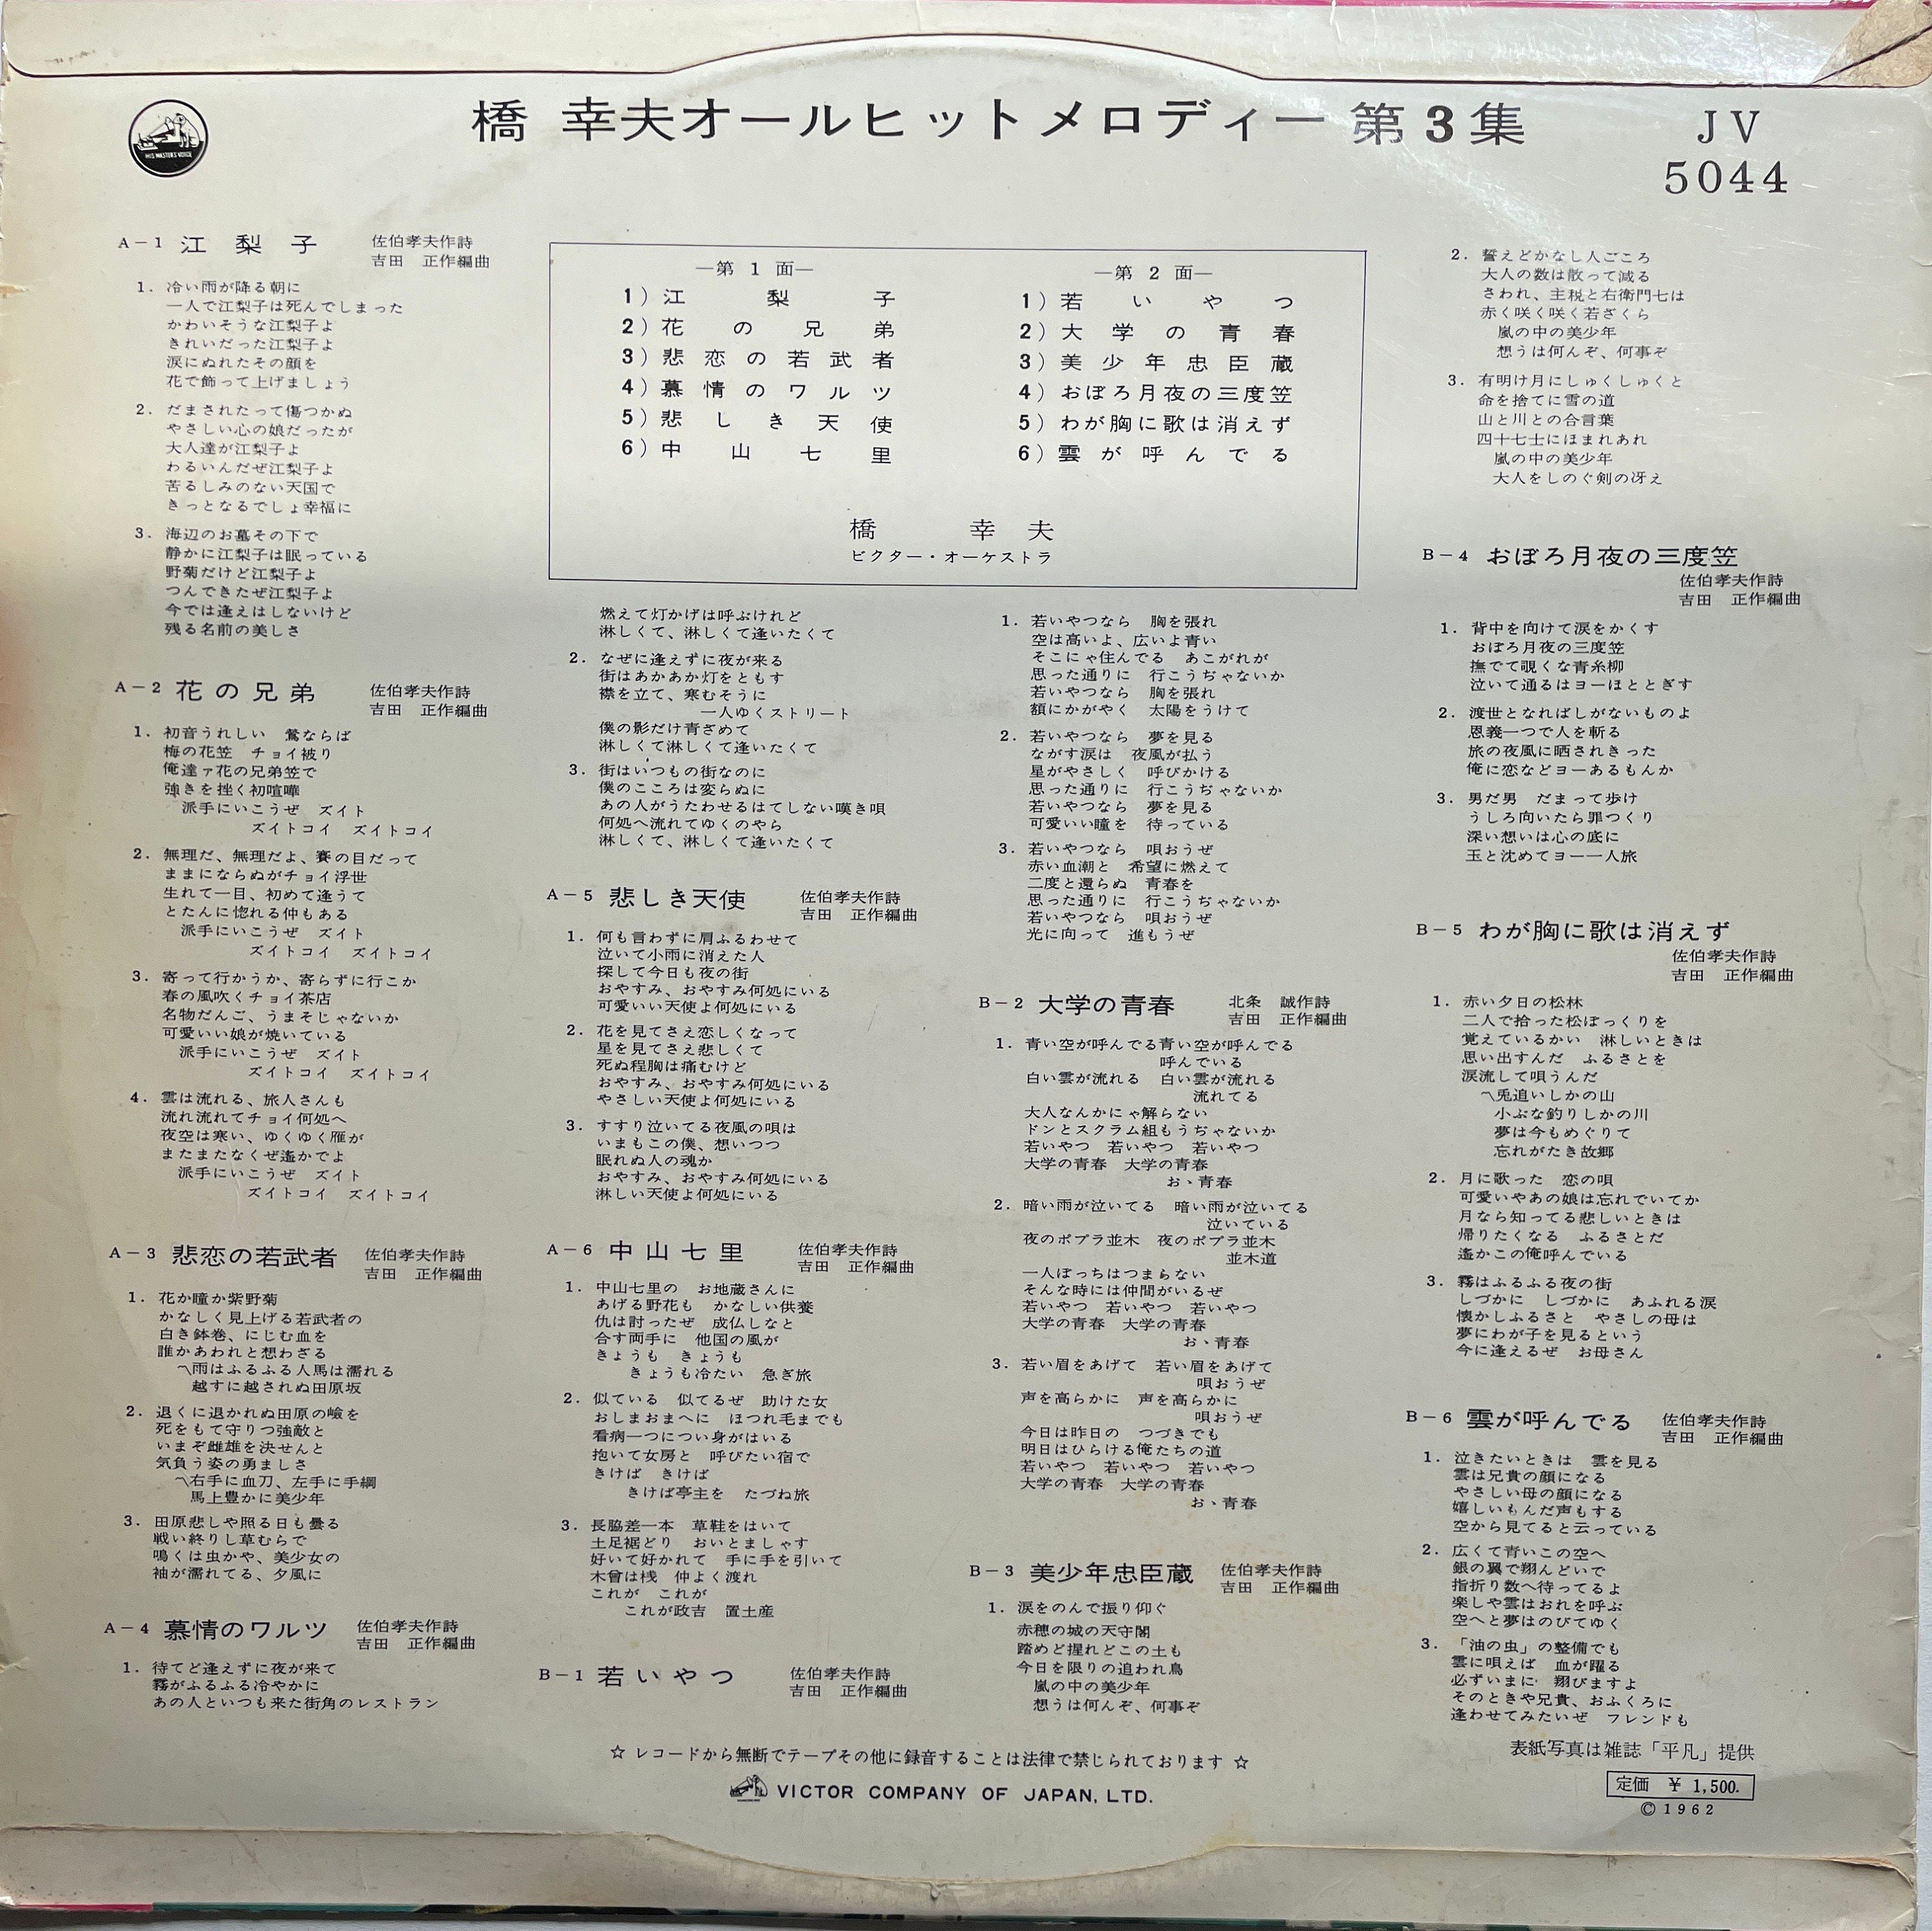 橋 幸夫オールヒットメロディー 第3集
JV
5044
HIS MASTER'S VOICE
A－1 江梨子 佐伯孝夫作詩
吉田 正作編曲
1. 冷い雨が降る朝に
一人で江梨子は死んでしまった
かわいそうな江梨子よ
きれいだった江梨子よ
涙にぬれたその顔を
花で飾って上げましょう
2. だまされたって傷つかぬ
やさしい心の娘だったが
大人達が江梨子よ
わるいんだぜ江梨子よ
苦るしみのない天国で
きっとなるでしょ幸福に
3. 海辺のお墓その下で
静かに江梨子は眠っている
野菊だけど江梨子よ
つんできたぜ江梨子よ
今では逢えはしないけど
残る名前の美しさ
A－2 花の兄弟 佐伯孝夫作詩
吉田 正作編曲
1. 初音うれしい 鶯ならば
梅の花笠 チョイ被り
俺達ァ花の兄弟笠で
強きを挫く初喧嘩
派手にいこうぜ ズイト
ズイトコイ ズイトコイ
2. 無理だ、無理だよ、賽の目だって
ままにならぬがチョイ浮世
生れて一目、初めて逢うて
とたんに惚れる仲もある
派手にいこうぜ ズイト
ズイトコイ ズイトコイ
3. 寄って行かうか、寄らずに行こか
春の風吹くチョイ茶店
名物だんご、うまそじゃないか
可愛いい娘が焼いている
派手にいこうぜ ズイト
ズイトコイ ズイトコイ
4. 雲は流れる、旅人さんも
流れ流れてチョイ何処へ
夜空は寒い、ゆくゆく雁が
またまたなくぜ遙かでよ
派手にいこうぜ ズイト
ズイトコイ ズイトコイ
A－3 悲恋の若武者 佐伯孝夫作詩
吉田 正作編曲
1. 花か瞳か紫野菊
かなしく見上げる若武者の
白き鉢巻、にじむ血を
誰かあわれと想わざる
〽雨はふるふる人馬は濡れる
越すに越されぬ田原坂
2. 退くに退かれぬ田原の嶮を
死をもて守りつ強敵と
いまぞ雌雄を決せんと
気負う姿の勇ましさ
〽右手に血刀、左手に手綱
馬上豊かに美少年
3. 田原悲しや照る日も曇る
戦い終りし草むらで
鳴くは虫かや、美少女の
袖が濡れてる、夕風に
A－4 慕情のワルツ 佐伯孝夫作詩
吉田 正作編曲
1. 待てど逢えずに夜が来て
霧がふるふる冷やかに
あの人といつも来た街角のレストラン
―第1面―
1) 江梨子
2) 花の兄弟
3) 悲恋の若武者
4) 慕情のワルツ
5) 悲しき天使
6) 中山七里
―第2面―
1) 若いやつ
2) 大学の青春
3) 美少年忠臣蔵
4) おぼろ月夜の三度笠
5) わが胸に歌は消えず
6) 雲が呼んでる
橋 幸夫
ビクター・オーケストラ
燃えて灯かげは呼ぶけれど
淋しくて、淋しくて逢いたくて
2. なぜに逢えずに夜が来る
街はあかあか灯をともす
襟を立て、寒むそうに
一人ゆくストリート
僕の影だけ青ざめて
淋しくて淋しくて逢いたくて
3. 街はいつもの街なのに
僕のこころは変らぬに
あの人がうたわせるはてしない嘆き唄
何処へ流れてゆくのやら
淋しくて、淋しくて逢いたくて
A－5 悲しき天使 佐伯孝夫作詩
吉田 正作編曲
1. 何も言わずに肩ふるわせて
泣いて小雨に消えた人
探して今日も夜の街
おやすみ、おやすみ何処にいる
可愛いい天使よ何処にいる
2. 花を見てさえ恋しくなって
星を見てさえ悲しくて
死ぬ程胸は痛むけど
おやすみ、おやすみ何処にいる
やさしい天使よ何処にいる
3. すすり泣いてる夜風の唄は
いまもこの僕、想いつつ
眠れぬ人の魂か
おやすみ、おやすみ何処にいる
淋しい天使よ何処にいる
A－6 中山七里 佐伯孝夫作詩
吉田 正作編曲
1. 中山七里の お地蔵さんに
あげる野花も かなしい供養
仇は討ったぜ 成仏しなと
合す両手に 他国の風が
きょうも きょうも
きょうも冷たい 急ぎ旅
2. 似ている 似てるぜ 助けた女
おしまおまへに ほつれ毛までも
看病一つについ身がはいる
抱いて女房と 呼びたい宿で
きけば きけば
きけば亭主を たづね旅
3. 長脇差一本 草鞋をはいて
土足裾どり おいとましゃす
好いて好かれて 手に手を引いて
木曾は桟 仲よく渡れ
これが これが
これが政吉 置土産
B－1 若いやつ 佐伯孝夫作詩
吉田 正作編曲
1. 若いやつなら 胸を張れ
空は高いよ、広いよ青い
そこにゃ住んでる あこがれが
思った通りに 行こうぢゃないか
若いやつなら 胸を張れ
額にかがやく 太陽をうけて
2. 若いやつなら 夢を見る
ながす涙は 夜風が払う
星がやさしく 呼びかける
思った通りに 行こうぢゃないか
若いやつなら 夢を見る
可愛いい瞳を 待っている
3. 若いやつなら 唄おうぜ
赤い血潮と 希望に燃えて
二度と還らぬ 青春を
思った通りに 行こうぢゃないか
若いやつなら 唄おうぜ
光に向って 進もうぜ
B－2 大学の青春 北条 誠作詩
吉田 正作編曲
1. 青い空が呼んでる青い空が呼んでる
呼んでいる
白い雲が流れる 白い雲が流れる
流れてる
大人なんかにゃ解らない
ドンとスクラム組もうぢゃないか
若いやつ 若いやつ 若いやつ
大学の青春 大学の青春
おヽ青春
2. 暗い雨が泣いてる 暗い雨が泣いてる
泣いている
夜のポプラ並木 夜のポプラ並木
並木道
一人ぼっちはつまらない
そんな時には仲間がいるぜ
若いやつ 若いやつ 若いやつ
大学の青春 大学の青春
おヽ青春
3. 若い眉をあげて 若い眉をあげて
唄おうぜ
声を高らかに 声を高らかに
唄おうぜ
今日は昨日の つづきでも
明日はひらける俺たちの道
若いやつ 若いやつ 若いやつ
大学の青春 大学の青春
おヽ青春
B－3 美少年忠臣蔵 佐伯孝夫作詩
吉田 正作編曲
1. 涙をのんで振り仰ぐ
赤穂の城の天守閣
踏めど握れどこの土も
今日を限りの追われ鳥
嵐の中の美少年
想うは何んぞ、何事ぞ
2. 誓えどかなし人ごころ
大人の数は散って減る
さわれ、主税と右衛門七は
赤く咲く咲く若ざくら
嵐の中の美少年
想うは何んぞ、何事ぞ
3. 有明け月にしゅくしゅくと
命を捨てに雪の道
山と川との合言葉
四十七士にほまれあれ
嵐の中の美少年
大人をしのぐ剣の冴え
B－4 おぼろ月夜の三度笠
佐伯孝夫作詩
吉田 正作編曲
1. 背中を向けて涙をかくす
おぼろ月夜の三度笠
撫でて覗くな青糸柳
泣いて通るはヨーほととぎす
2. 渡世となればしがないものよ
恩義一つで人を斬る
旅の夜風に晒されきった
俺に恋などヨーあるもんか
3. 男だ男 だまって歩け
うしろ向いたら罪つくり
深い想いは心の底に
玉と沈めてヨー一人旅
B－5 わが胸に歌は消えず
佐伯孝夫作詩
吉田 正作編曲
1. 赤い夕日の松林
二人で拾った松ぼっくりを
覚えているかい 淋しいときは
思い出すんだ ふるさとを
涙流して唄うんだ
〽兎追いしかの山
小ぶな釣りしかの川
夢は今もめぐりて
忘れがたき故郷
2. 月に歌った 恋の唄
可愛いやあの娘は忘れでいてか
月なら知ってる悲しいときは
帰りたくなる ふるさとだ
遙かこの俺呼んでいる
3. 霧はふるふる夜の街
しづかに しづかに あふれる涙
懐かしふるさと やさしの母は
夢にわが子を見るという
今に逢えるぜ お母さん
B－6 雲が呼んでる 佐伯孝夫作詩
吉田 正作編曲
1. 泣きたいときは 雲を見る
雲は兄貴の顔になる
やさしい母の顔になる
嬉しいもんだ声もする
空から見てると云っている
2. 広くて青いこの空へ
銀の翼で翔んどいで
指折り数へ待ってるよ
楽しや雲はおれを呼ぶ
空へと夢はのびてゆく
3. 「油の虫」の整備でも
雲に唄えば 血が躍る
必ずいまに 翔びますよ
そのときや兄貴、おふくろに
逢わせてみたいぜ フレンドも
表紙写真は雑誌「平凡」提供
定価 ￥1,500.
© 1962
☆ レコードから無断でテープその他に録音することは法律で禁じられております ☆
VICTOR COMPANY OF JAPAN, LTD.